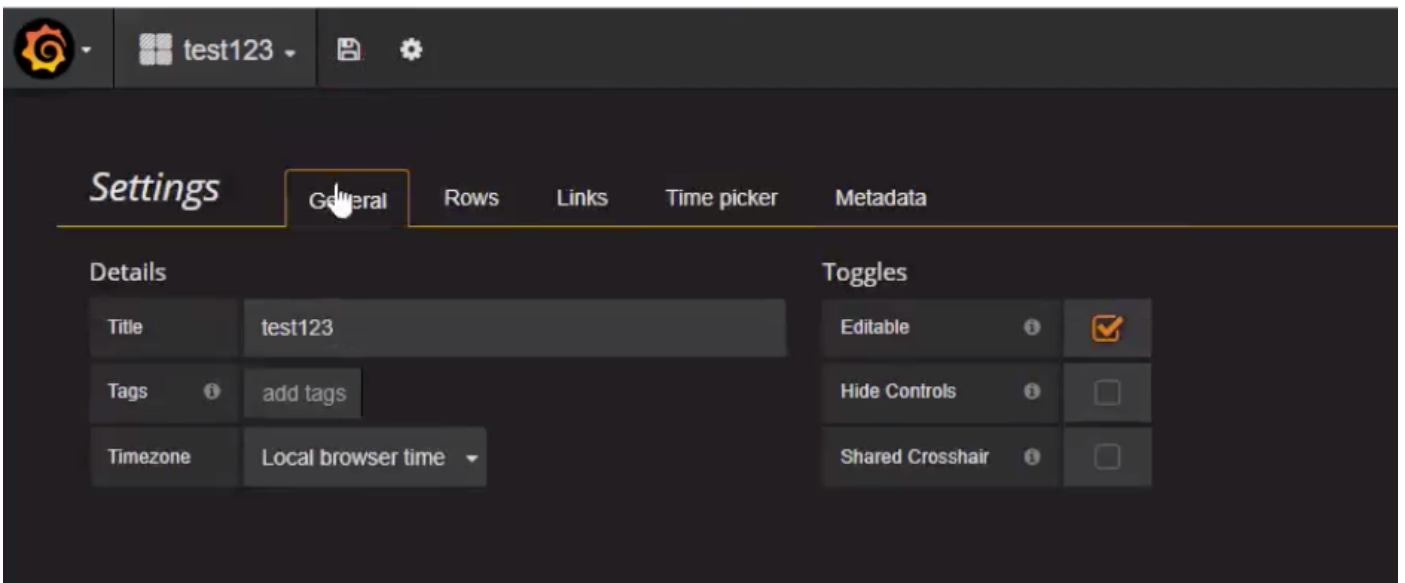 test123
Settings
General
Rows
Links
Time picker
Metadata
Details
Title
test123
Tags
add tags
Timezone
Local browser time
Toggles
Editable
Hide Controls
Shared Crosshair